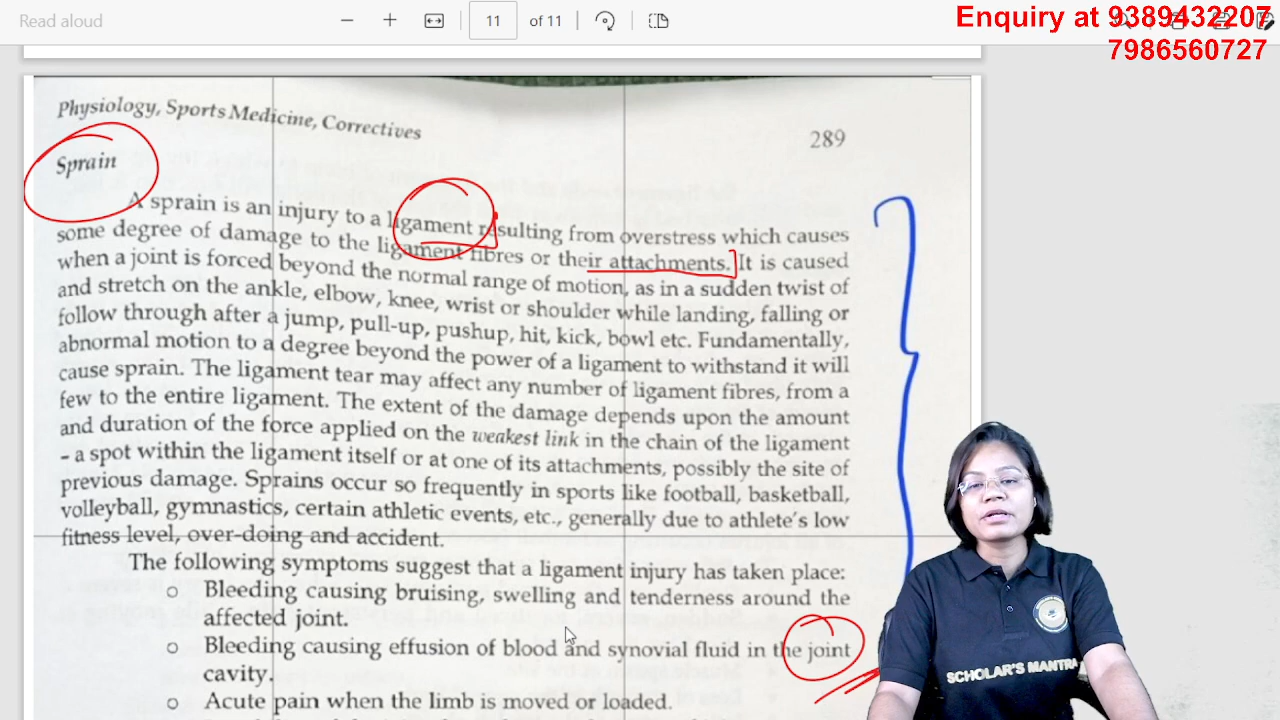 Read aloud
11 of 11
Enquiry at 9389432207
7986560727
Physiology, Sports Medicine, Correctives
289
Sprain
A sprain is an injury to a ligament resulting from overstress which causes
some degree of damage to the ligament fibres or their attachments. It is caused
when a joint is forced beyond the normal range of motion, as in a sudden twist of
and stretch on the ankle, elbow, knee, wrist or shoulder while landing, falling or
follow through after a jump, pull-up, pushup, hit, kick, bowl etc. Fundamentally,
abnormal motion to a degree beyond the power of a ligament to withstand it will
cause sprain. The ligament tear may affect any number of ligament fibres, from a
few to the entire ligament. The extent of the damage depends upon the amount
and duration of the force applied on the weakest link in the chain of the ligament
– a spot within the ligament itself or at one of its attachments, possibly the site of
previous damage. Sprains occur so frequently in sports like football, basketball,
volleyball, gymnastics, certain athletic events, etc., generally due to athlete's low
fitness level, over-doing and accident.
The following symptoms suggest that a ligament injury has taken place:
o Bleeding causing bruising, swelling and tenderness around the
affected joint.
o Bleeding causing effusion of blood and synovial fluid in the joint
cavity.
o Acute pain when the limb is moved or loaded.
SCHOLAR'S MANTRA